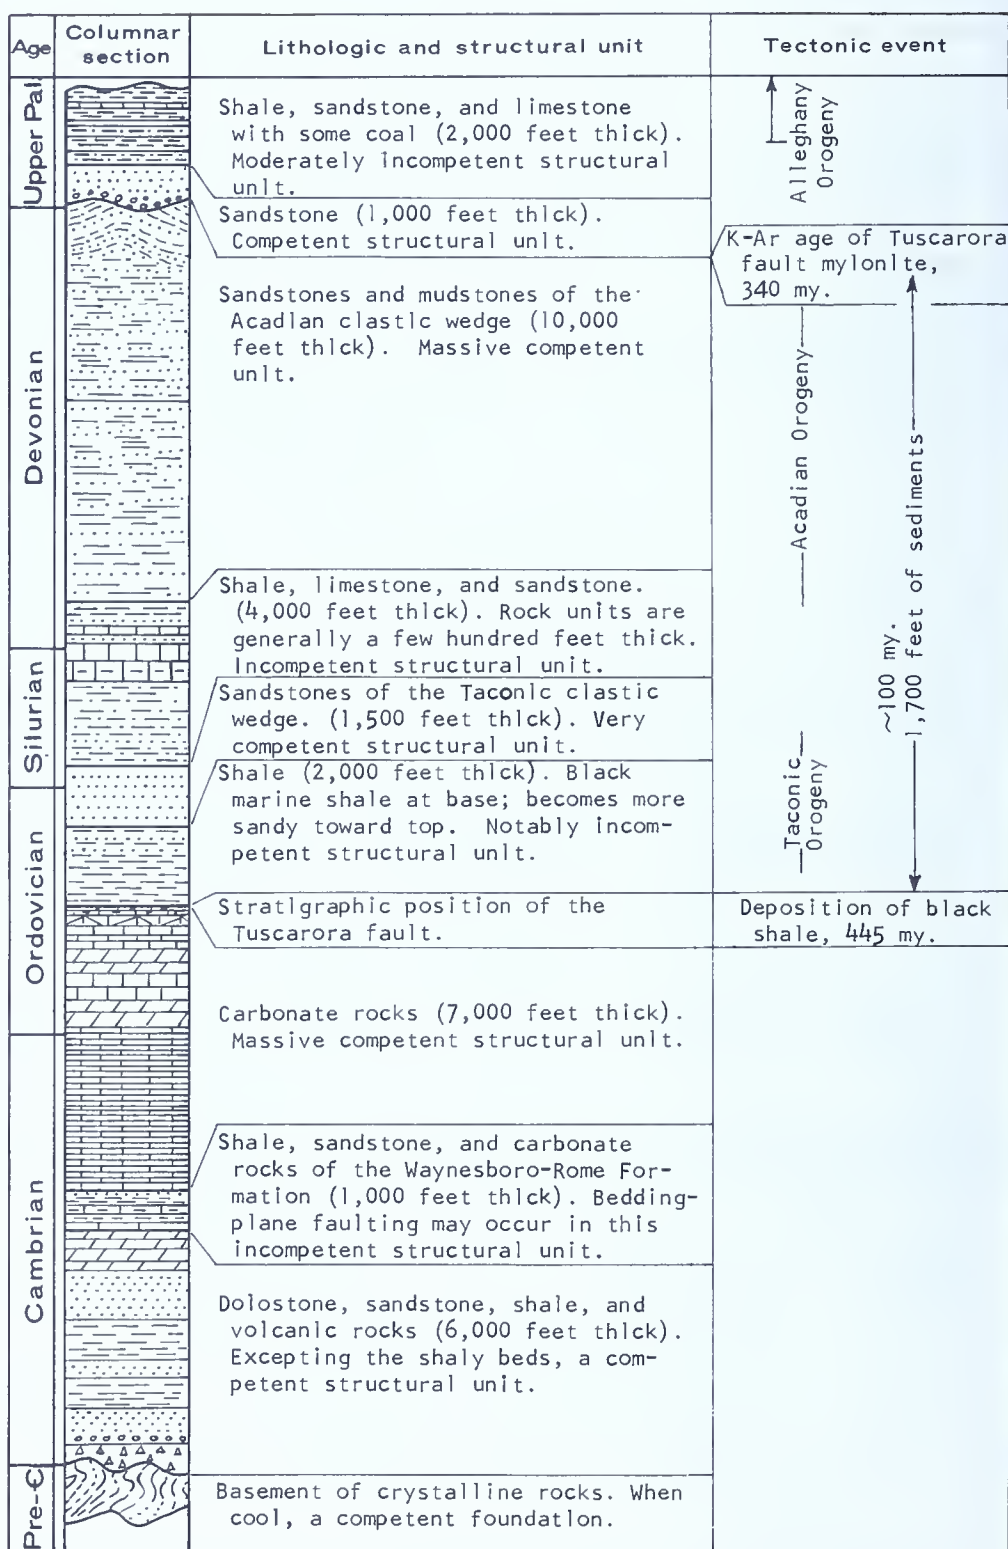 Age
Columnar
section
Lithologic and structural unit
Tectonic event
Upper Pal.
Shale, sandstone, and limestone
with some coal (2,000 feet thick).
Moderately incompetent structural
unit.
Alleghany
Orogeny
Sandstone (1,000 feet thick).
Competent structural unit.
K-Ar age of Tuscarora
fault mylonite,
340 my.
Devonian
Sandstones and mudstones of the
Acadian clastic wedge (10,000
feet thick). Massive competent
unit.
Acadian Orogeny
~100 my.
1,700 feet of sediments
Shale, limestone, and sandstone.
(4,000 feet thick). Rock units are
generally a few hundred feet thick.
Incompetent structural unit.
Silurian
Sandstones of the Taconic clastic
wedge. (1,500 feet thick). Very
competent structural unit.
Taconic
Orogeny
Shale (2,000 feet thick). Black
marine shale at base; becomes more
sandy toward top. Notably incom-
petent structural unit.
Ordovician
Stratigraphic position of the
Tuscarora fault.
Deposition of black
shale, 445 my.
Carbonate rocks (7,000 feet thick).
Massive competent structural unit.
Cambrian
Shale, sandstone, and carbonate
rocks of the Waynesboro-Rome For-
mation (1,000 feet thick). Bedding-
plane faulting may occur in this
incompetent structural unit.
Dolostone, sandstone, shale, and
volcanic rocks (6,000 feet thick).
Excepting the shaly beds, a com-
petent structural unit.
Pre-Є
Basement of crystalline rocks. When
cool, a competent foundation.